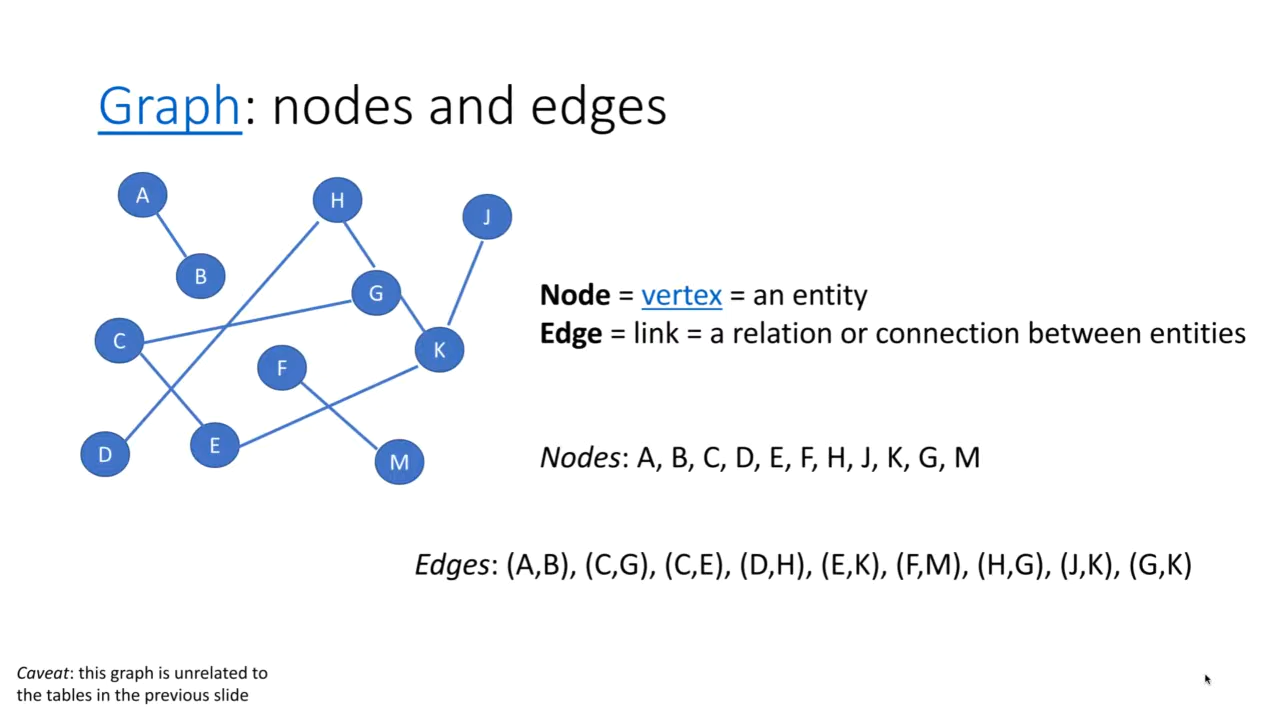 Graph: nodes and edges
A
H
J
B
G
C
K
F
D
E
M
Node = vertex = an entity
Edge = link = a relation or connection between entities
Nodes: A, B, C, D, E, F, H, J, K, G, M
Edges: (A,B), (C,G), (C,E), (D,H), (E,K), (F,M), (H,G), (J,K), (G,K)
Caveat: this graph is unrelated to
the tables in the previous slide